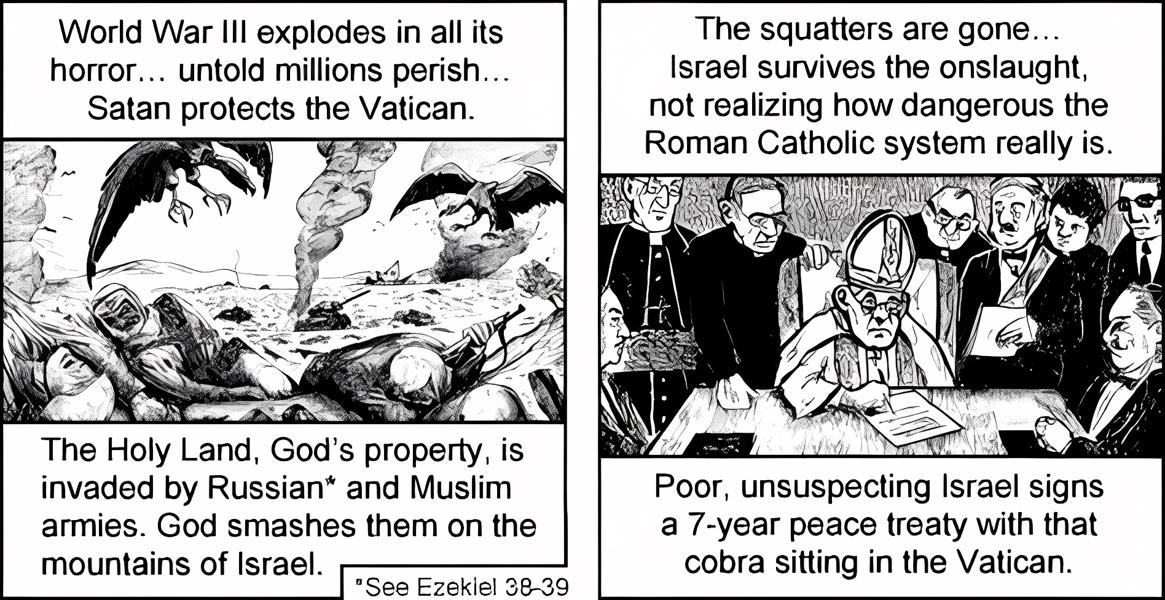 World War III explodes in all its
horror... untold millions perish...
Satan protects the Vatican.
The Holy Land, God's property, is
invaded by Russian* and Muslim
armies. God smashes them on the
mountains of Israel.
*See Ezekiel 38-39
The squatters are gone...
Israel survives the onslaught,
not realizing how dangerous the
Roman Catholic system really is.
Poor, unsuspecting Israel signs
a 7-year peace treaty with that
cobra sitting in the Vatican.